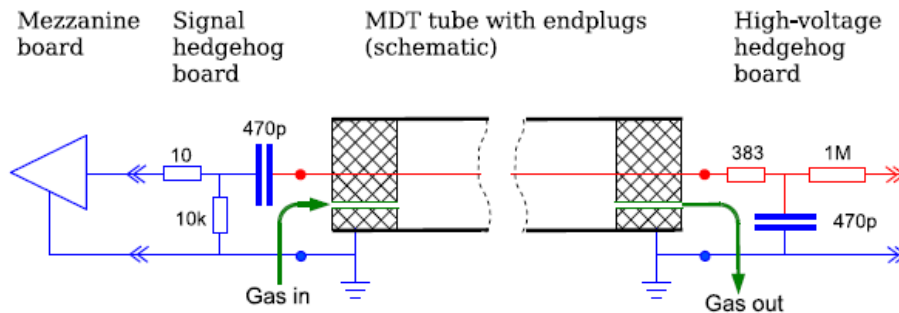 Mezzanine
board
Signal
hedgehog
board
MDT tube with endplugs
(schematic)
High-voltage
hedgehog
board
470p
10
10k
Gas in
383
1M
470p
Gas out